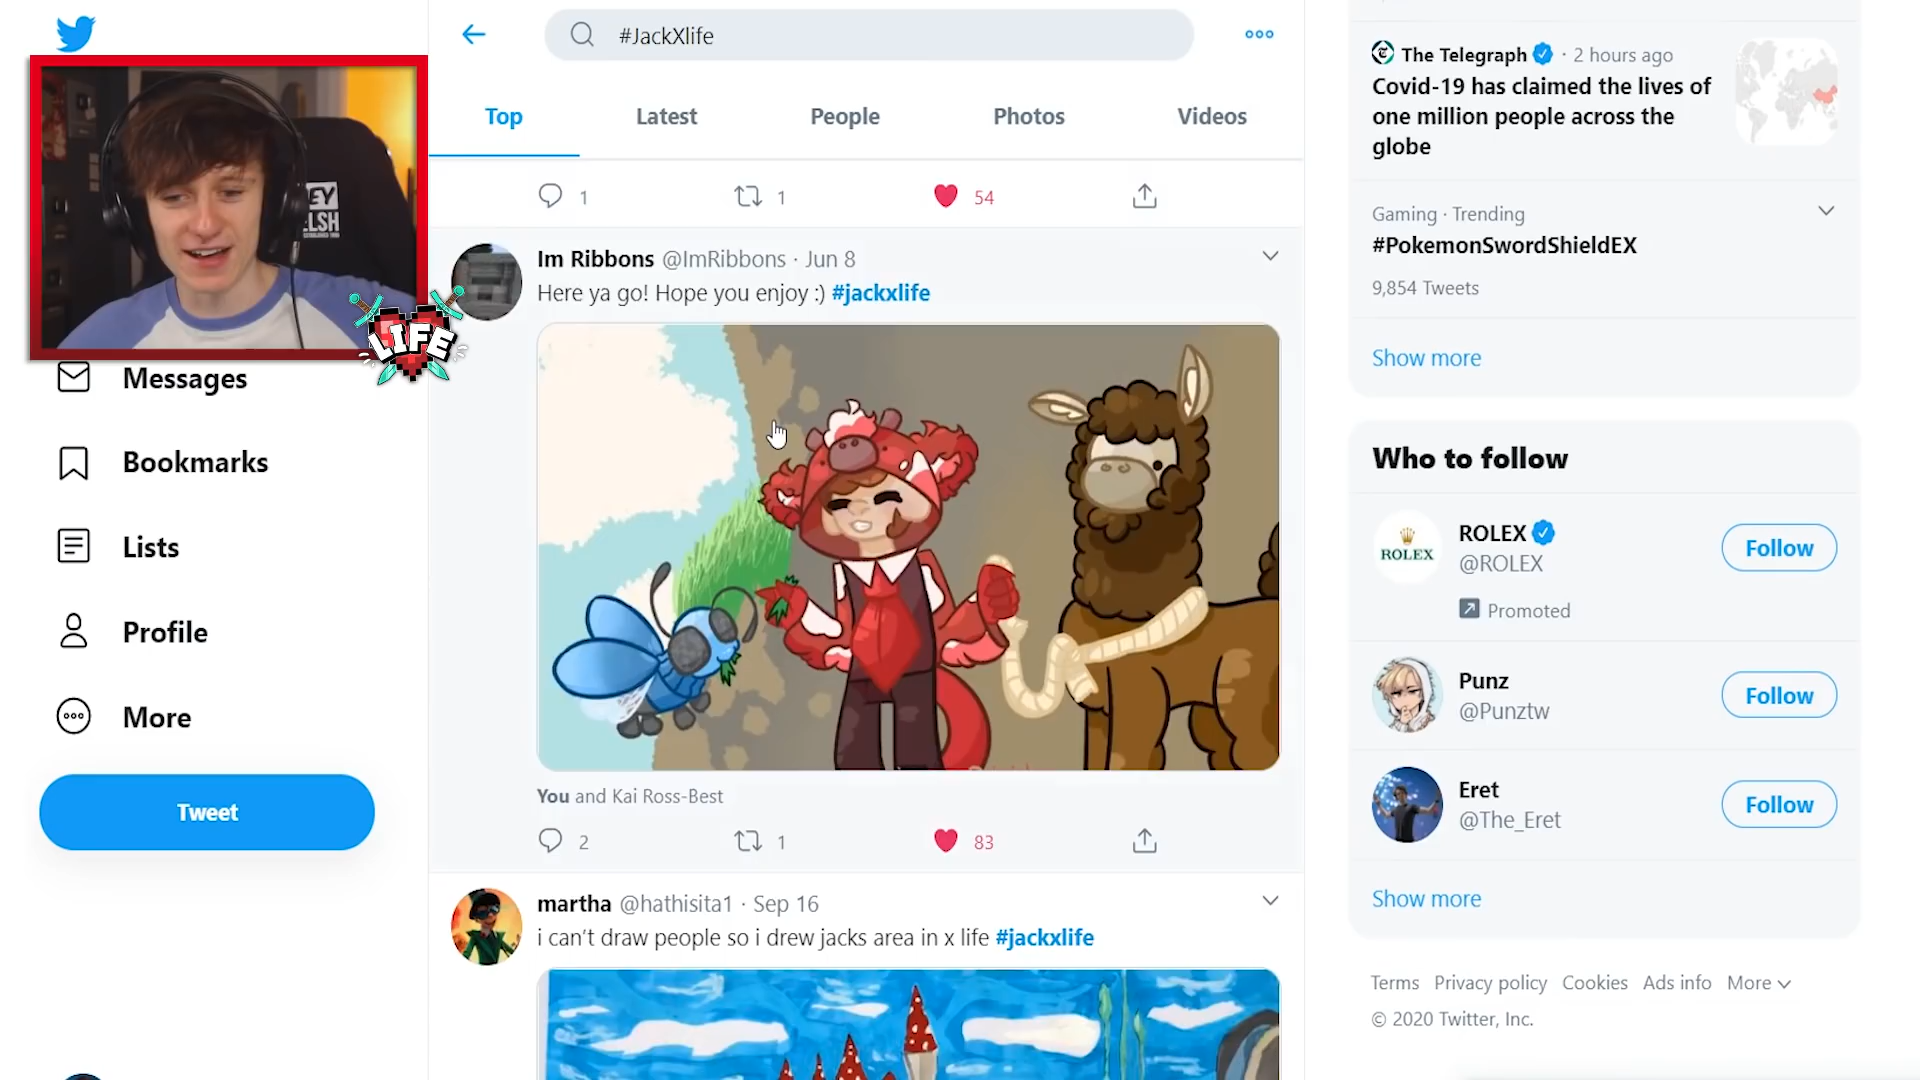 #JackXlife
Top
Latest
People
Photos
Videos
1
1
54
Im Ribbons @ImRibbons · Jun 8
Here ya go! Hope you enjoy :) #jackxlife
You and Kai Ross-Best
2
1
83
martha @hathisita1 · Sep 16
i can't draw people so i drew jacks area in x life #jackxlife
LIFE
Messages
Bookmarks
Lists
Profile
More
Tweet
The Telegraph · 2 hours ago
Covid-19 has claimed the lives of
one million people across the
globe
Gaming · Trending
#PokemonSwordShieldEX
9,854 Tweets
Show more
Who to follow
ROLEX
ROLEX
@ROLEX
Promoted
Follow
Punz
@Punztw
Follow
Eret
@The_Eret
Follow
Show more
Terms Privacy policy Cookies Ads info More
© 2020 Twitter, Inc.